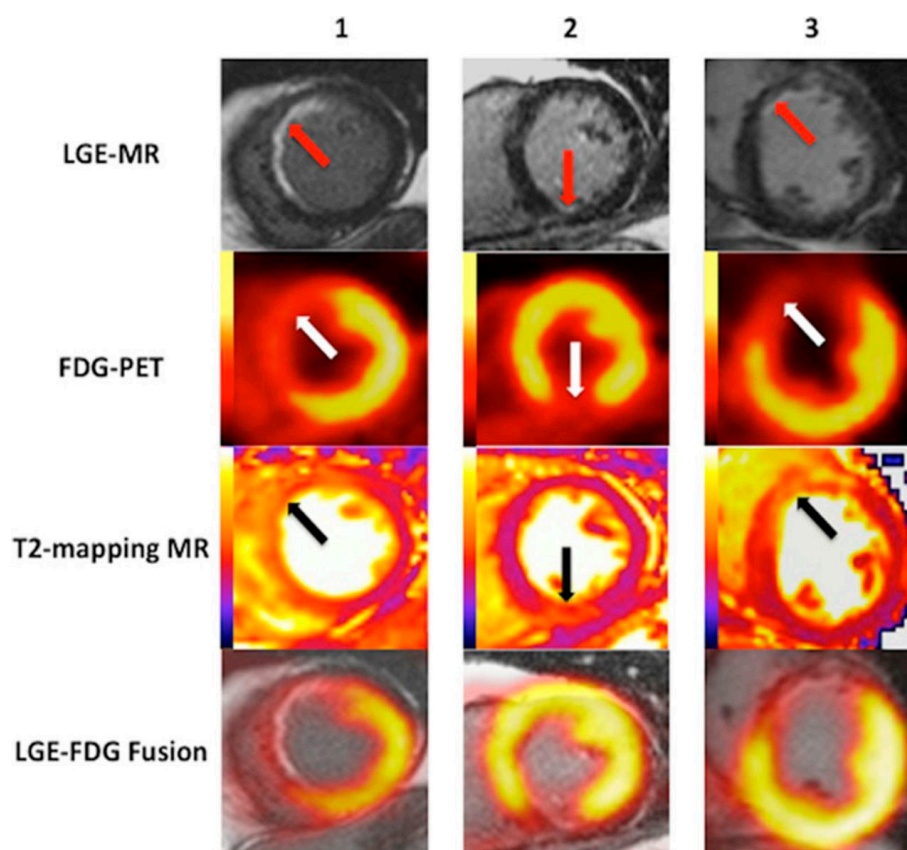 1 2 3
LGE-MR
FDG-PET
T2-mapping MR
LGE-FDG Fusion